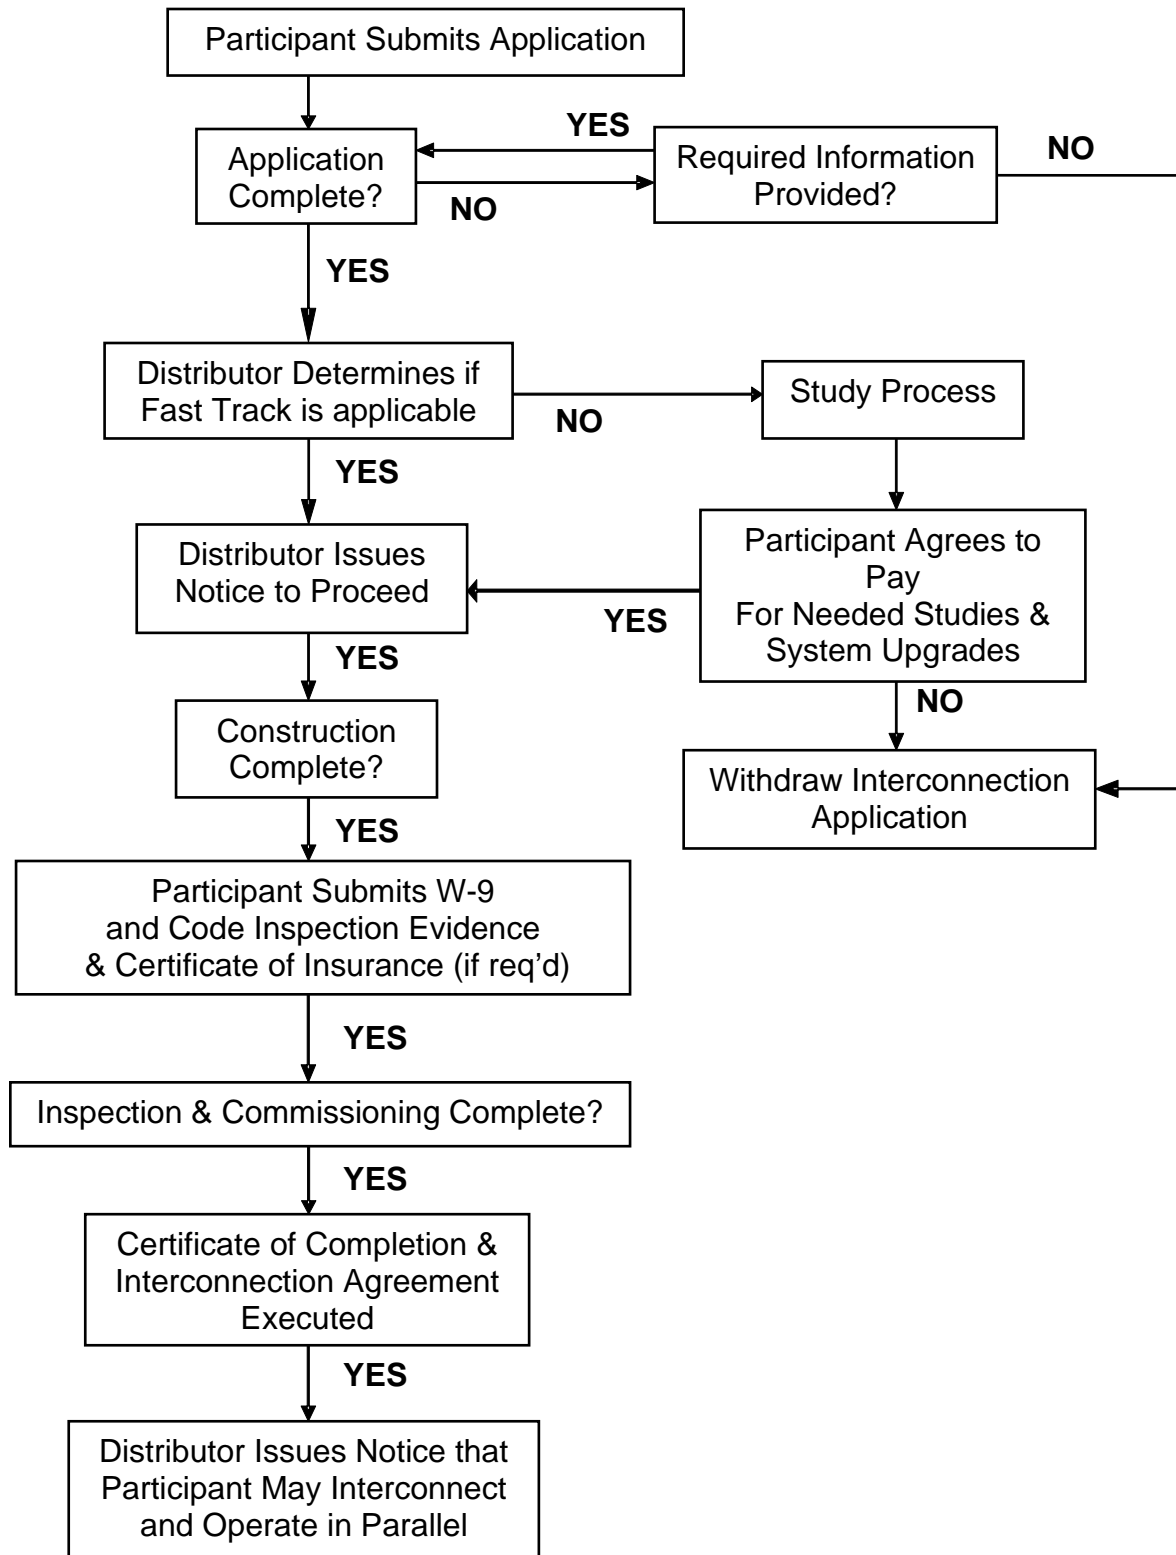 Participant Submits Application
YES
Application
Complete?
Required Information
Provided?
NO
NO
YES
Distributor Determines if
Fast Track is applicable
NO
Study Process
YES
Distributor Issues
Notice to Proceed
Participant Agrees to
Pay
For Needed Studies &
System Upgrades
YES
YES
NO
Construction
Complete?
Withdraw Interconnection
Application
YES
Participant Submits W-9
and Code Inspection Evidence
& Certificate of Insurance (if req’d)
YES
Inspection & Commissioning Complete?
YES
Certificate of Completion &
Interconnection Agreement
Executed
YES
Distributor Issues Notice that
Participant May Interconnect
and Operate in Parallel